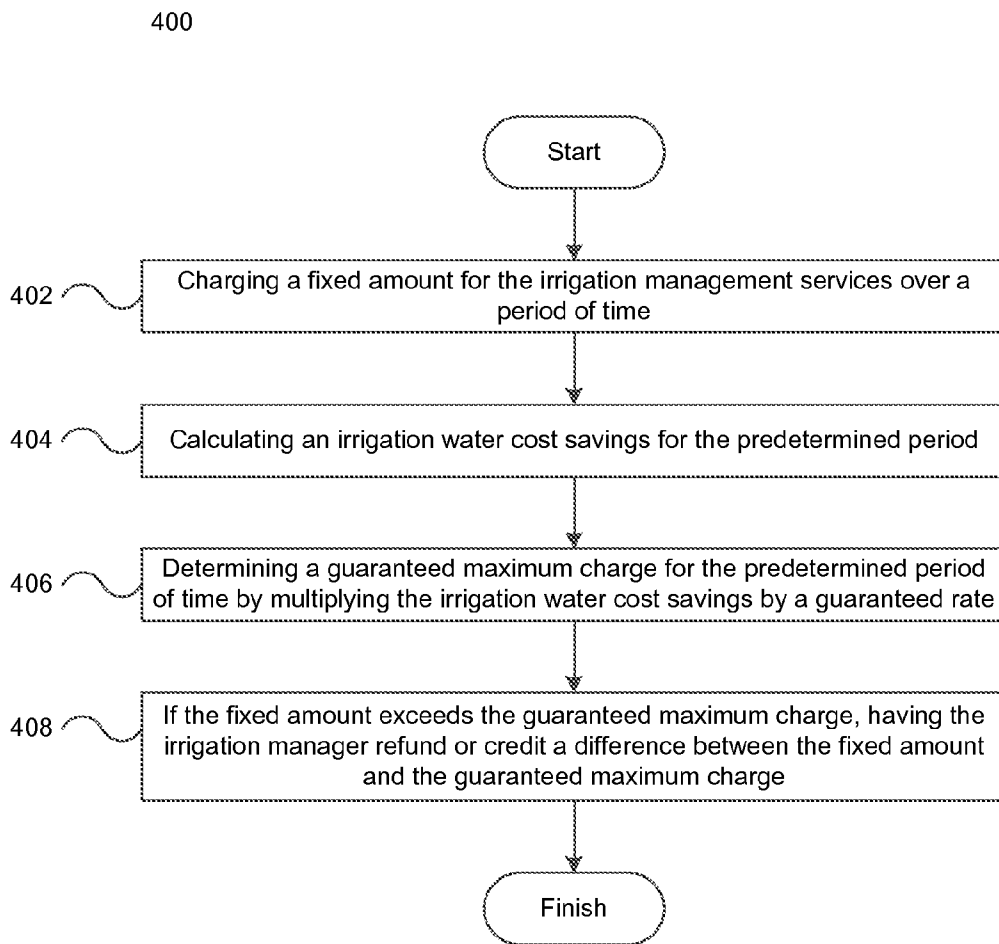 400
Start
402
Charging a fixed amount for the irrigation management services over a
period of time
404
Calculating an irrigation water cost savings for the predetermined period
406
Determining a guaranteed maximum charge for the predetermined period
of time by multiplying the irrigation water cost savings by a guaranteed rate
408
If the fixed amount exceeds the guaranteed maximum charge, having the
irrigation manager refund or credit a difference between the fixed amount
and the guaranteed maximum charge
Finish